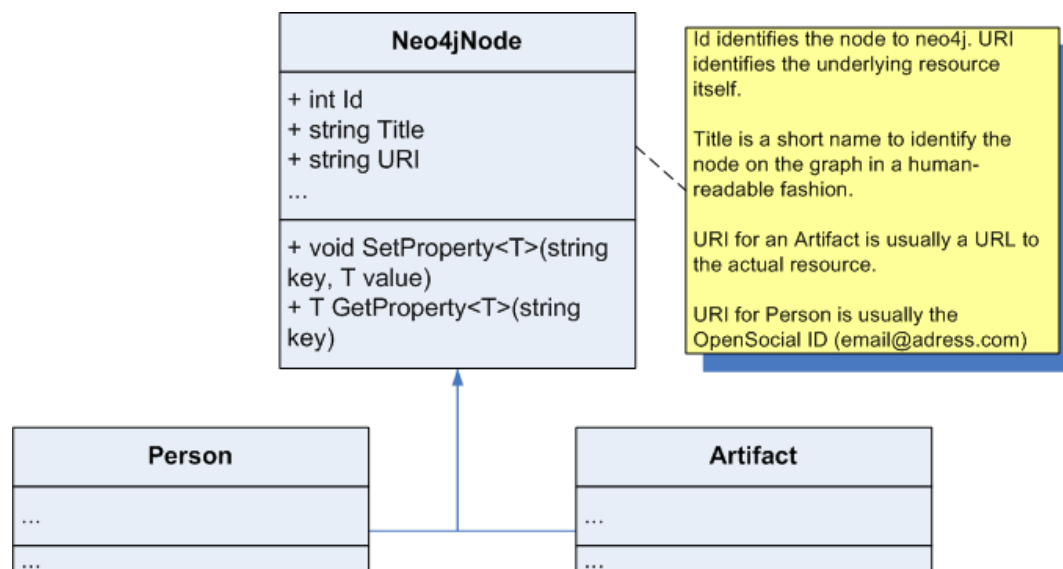 Neo4jNode
+ int Id
+ string Title
+ string URI
...
+ void SetProperty<T>(string
key, T value)
+ T GetProperty<T>(string
key)
Id identifies the node to neo4j. URI
identifies the underlying resource
itself.
Title is a short name to identify the
node on the graph in a human-
readable fashion.
URI for an Artifact is usually a URL to
the actual resource.
URI for Person is usually the
OpenSocial ID (email@adress.com)
Person
...
...
Artifact
...
...